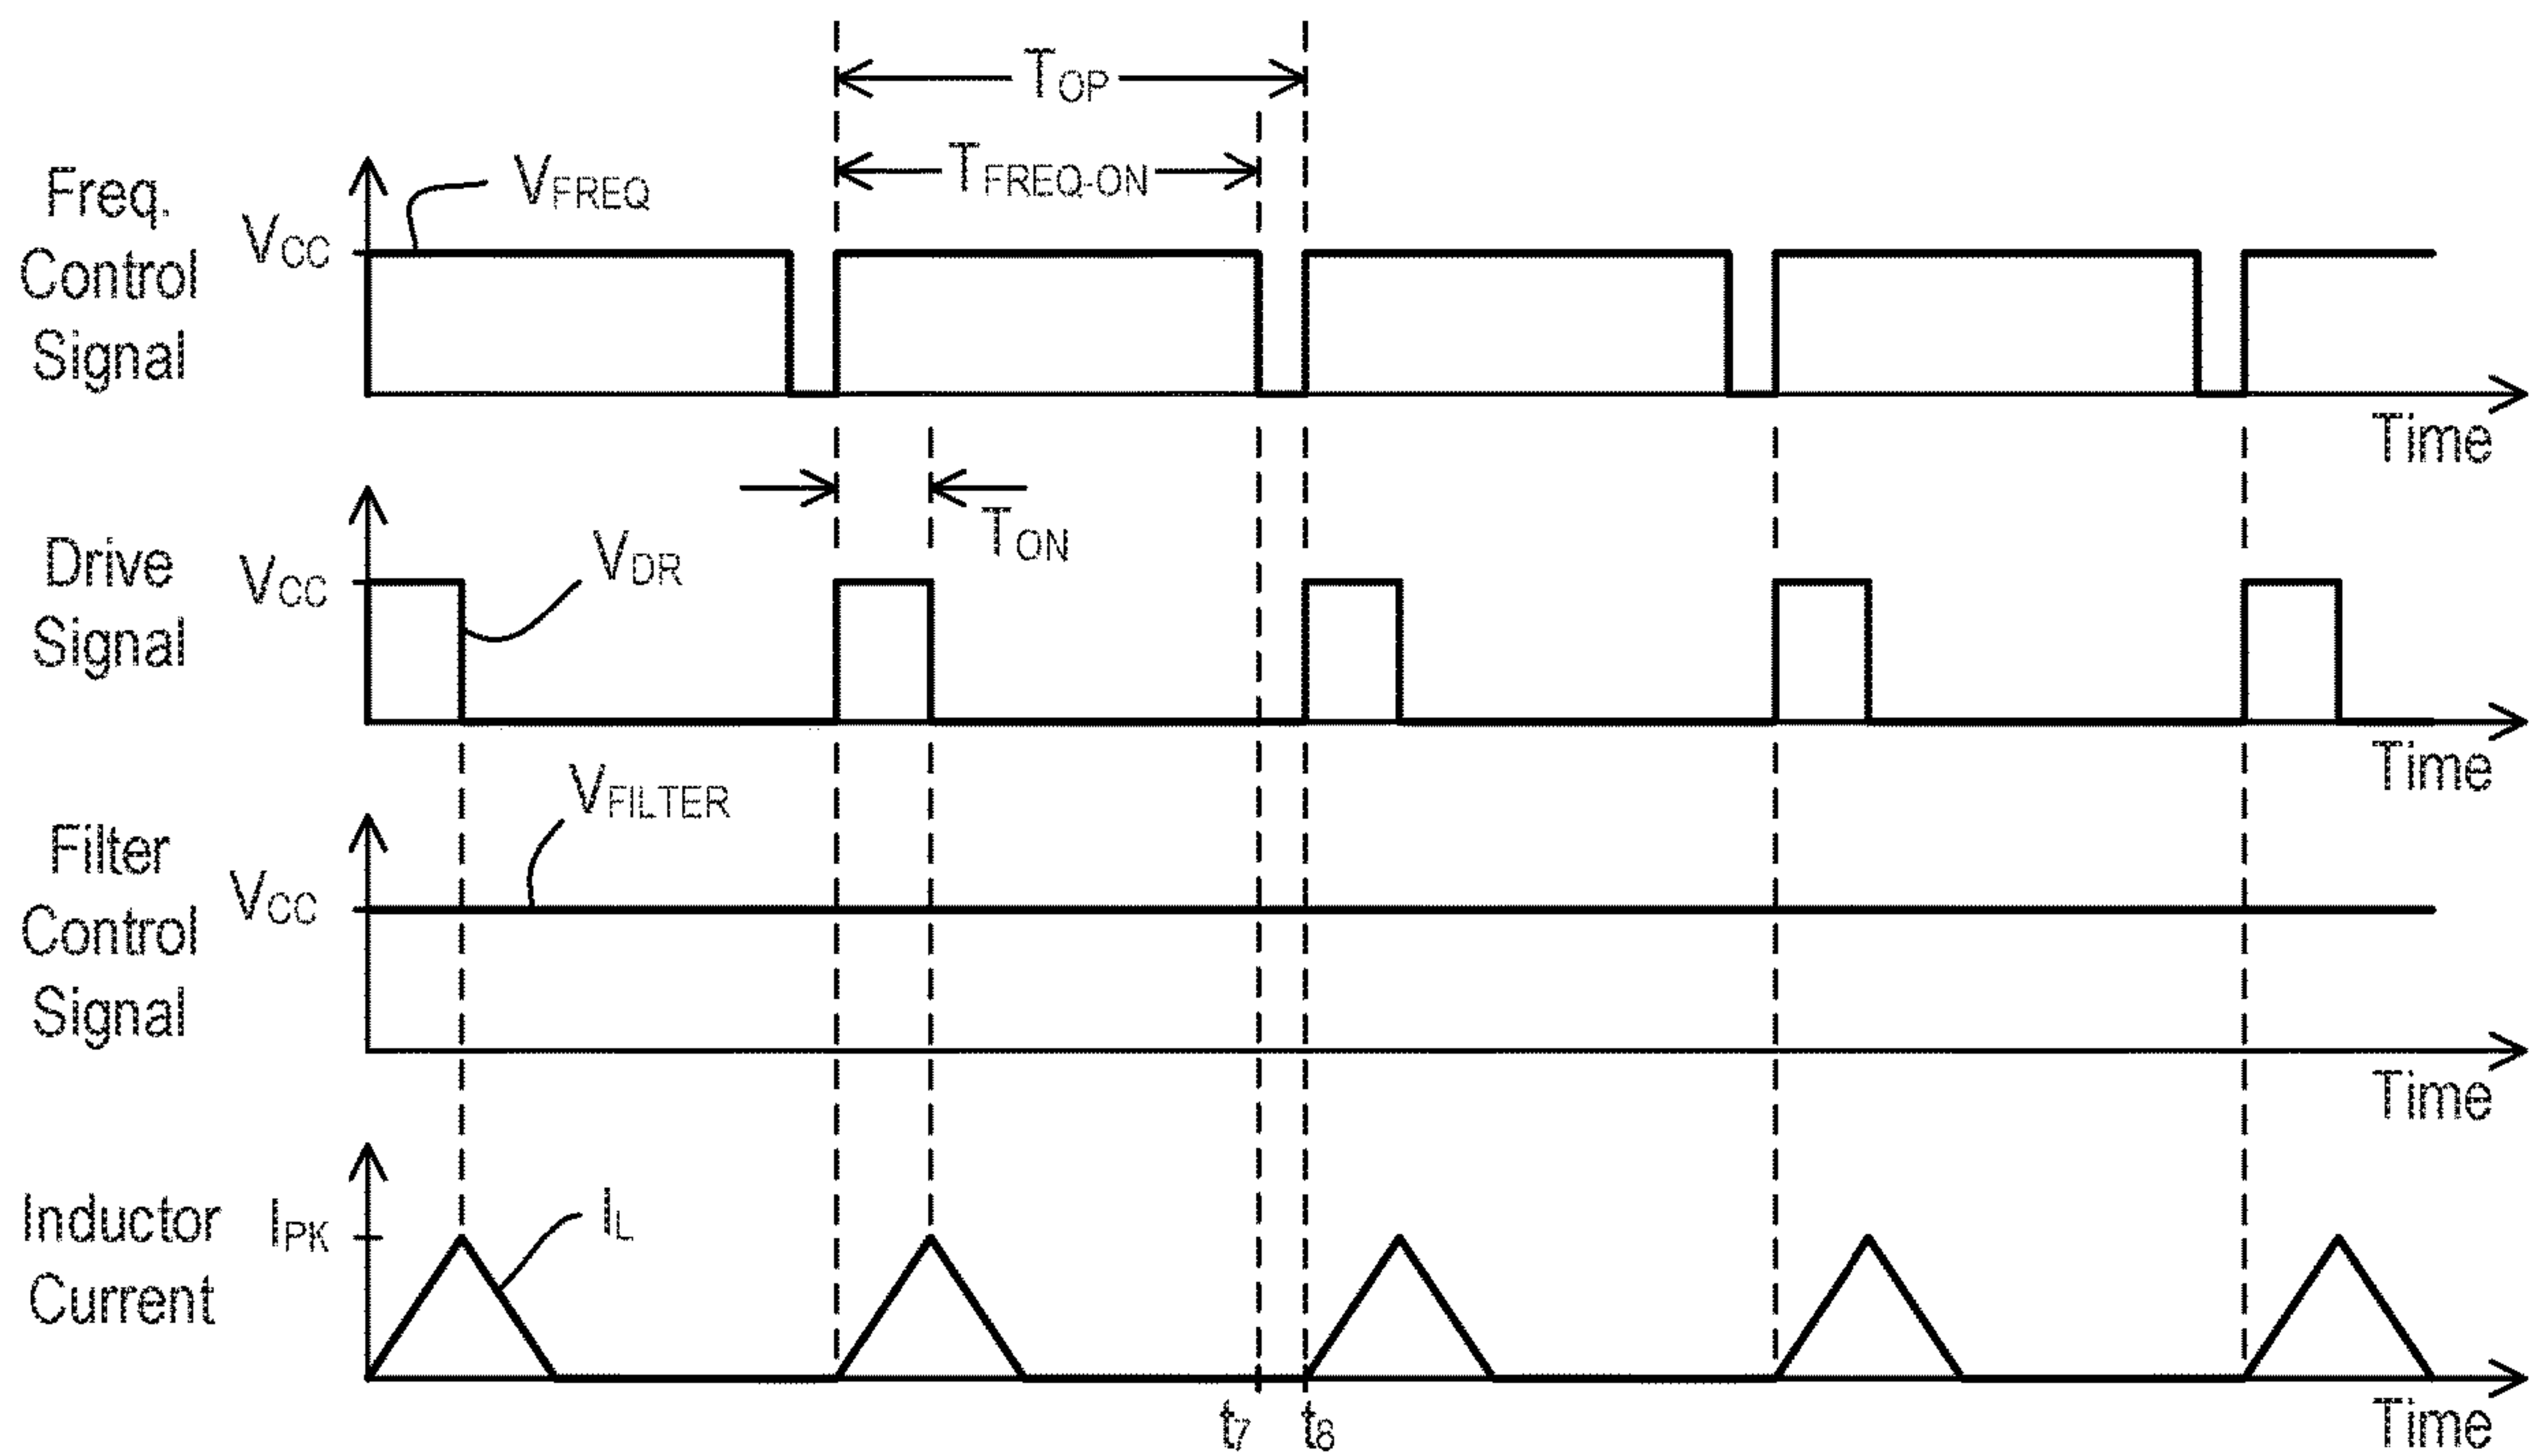 TOP
TFREQ-ON
VFREQ
Freq.
Control
Signal
VCC
Time
TON
Drive
Signal
VCC
VDR
Time
VFILTER
Filter
Control
Signal
VCC
Time
Inductor
Current
IPK
IL
t7
t8
Time